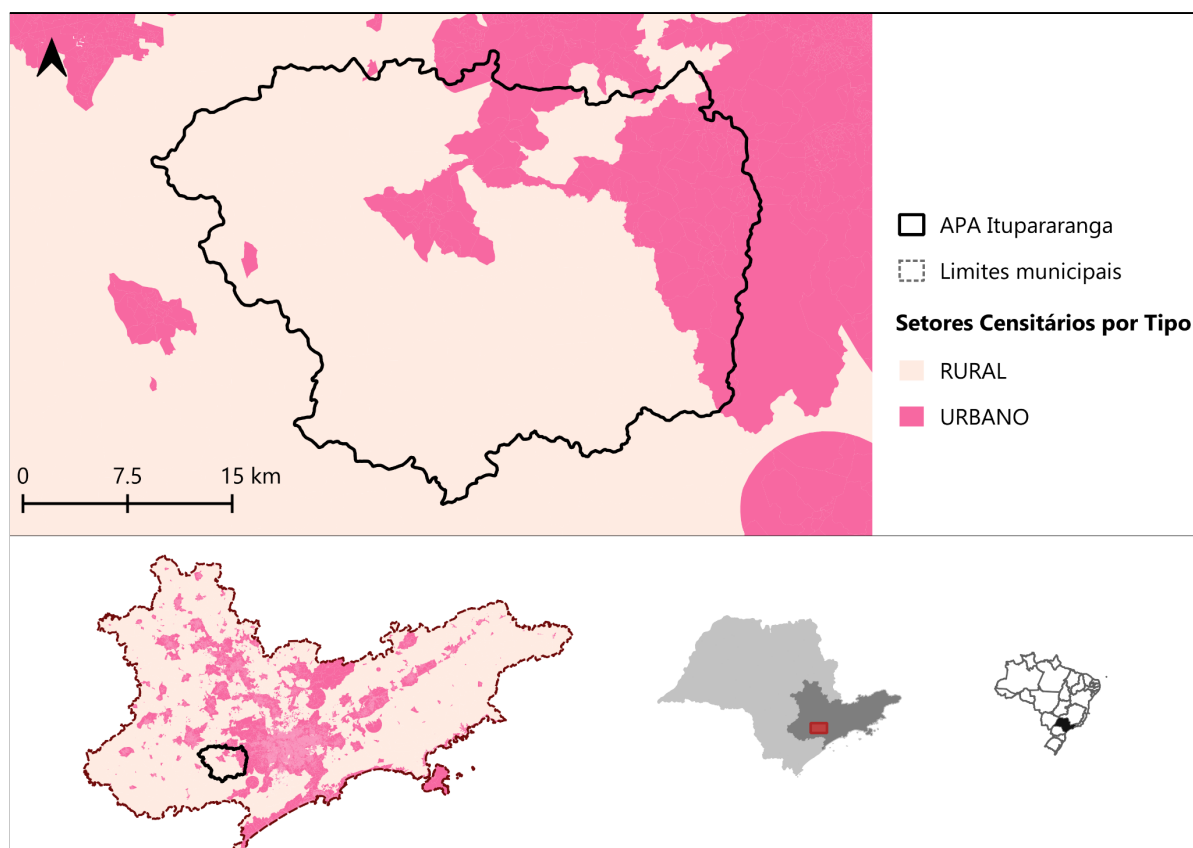 APA Itupararanga
Limites municipais
Setores Censitários por Tipo
RURAL
URBANO
0 7.5 15 km